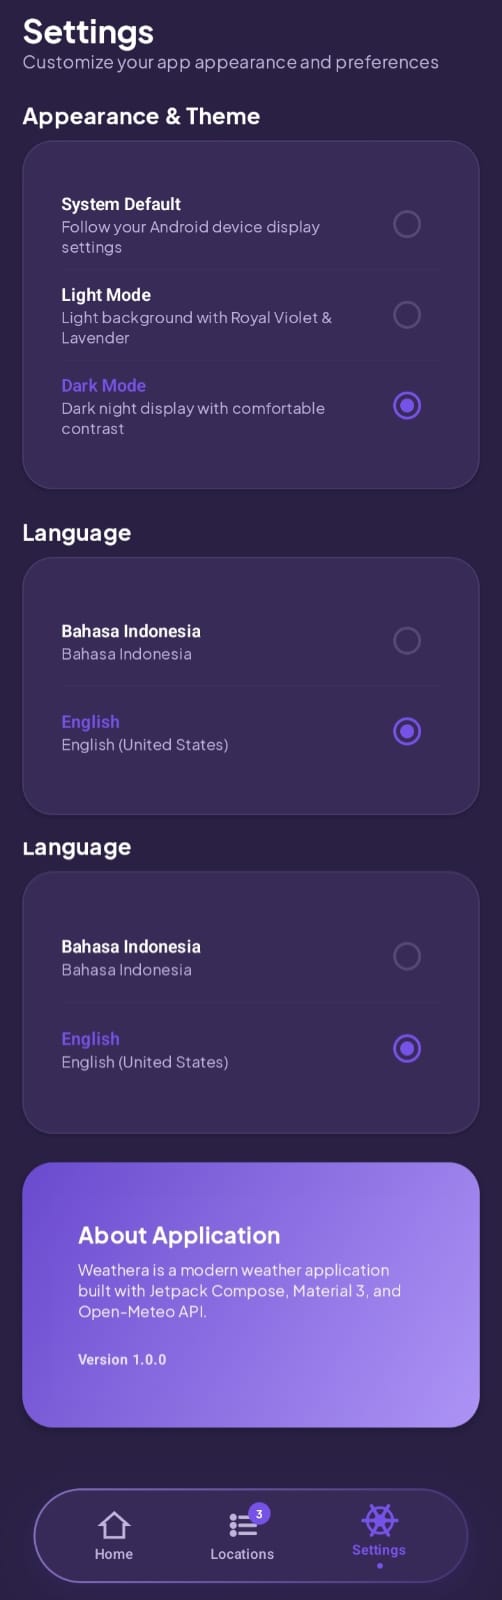 Settings
Customize your app appearance and preferences
Appearance & Theme
System Default
Follow your Android device display
settings
Light Mode
Light background with Royal Violet &
Lavender
Dark Mode
Dark night display with comfortable
contrast
Language
Bahasa Indonesia
Bahasa Indonesia
English
English (United States)
Language
Bahasa Indonesia
Bahasa Indonesia
English
English (United States)
About Application
Weathera is a modern weather application
built with Jetpack Compose, Material 3, and
Open-Meteo API.
Version 1.0.0
3
Home
Locations
Settings